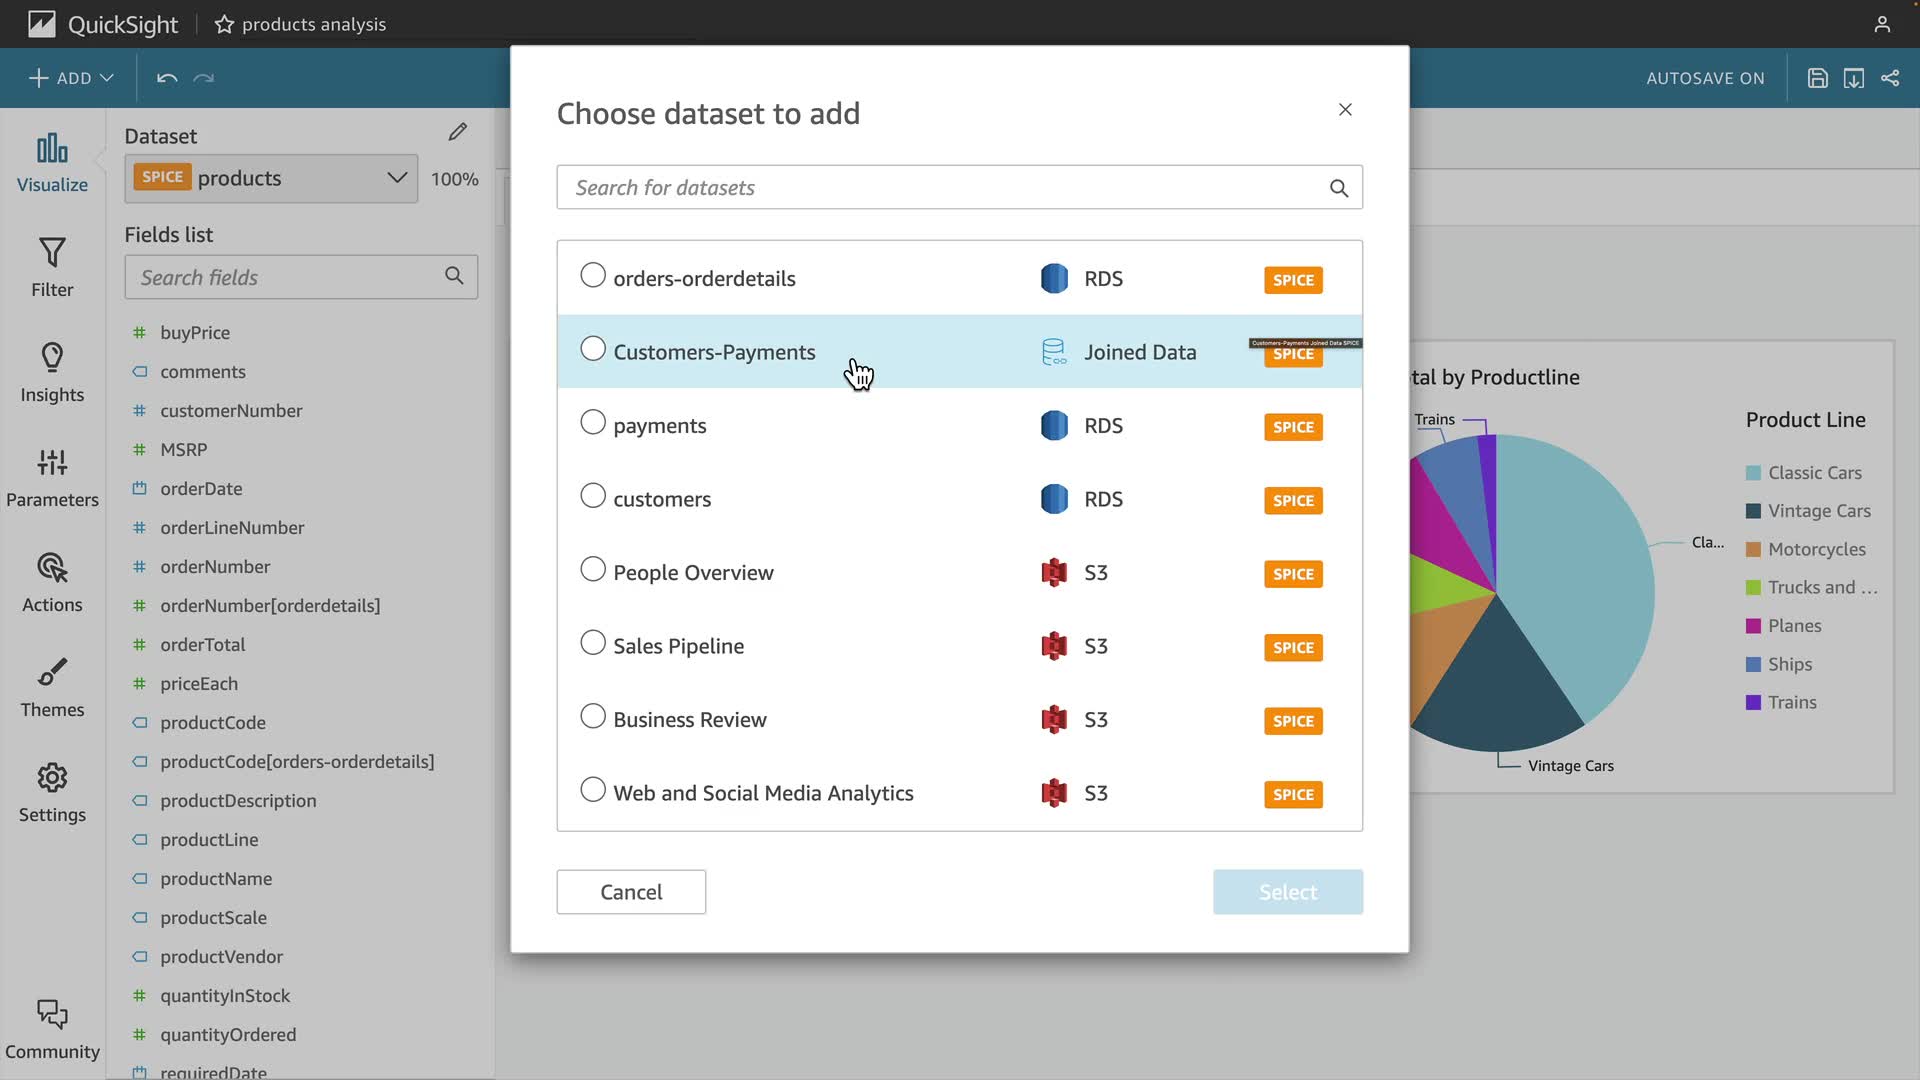 QuickSight
products analysis
ADD
AUTOSAVE ON
Visualize
Filter
Insights
Parameters
Actions
Themes
Settings
Community
Dataset
SPICE products
100%
Fields list
Search fields
buyPrice
comments
customerNumber
MSRP
orderDate
orderLineNumber
orderNumber
orderNumber[orderdetails]
orderTotal
priceEach
productCode
productCode[orders-orderdetails]
productDescription
productLine
productName
productScale
productVendor
quantityInStock
quantityOrdered
requiredDate
Choose dataset to add
Search for datasets
orders-orderdetails RDS SPICE
Customers-Payments Joined Data SPICE
Customers-Payments Joined Data SPICE
payments RDS SPICE
customers RDS SPICE
People Overview S3 SPICE
Sales Pipeline S3 SPICE
Business Review S3 SPICE
Web and Social Media Analytics S3 SPICE
Cancel
Select
tal by Productline
Trains
Cla...
Vintage Cars
Product Line
Classic Cars
Vintage Cars
Motorcycles
Trucks and ...
Planes
Ships
Trains